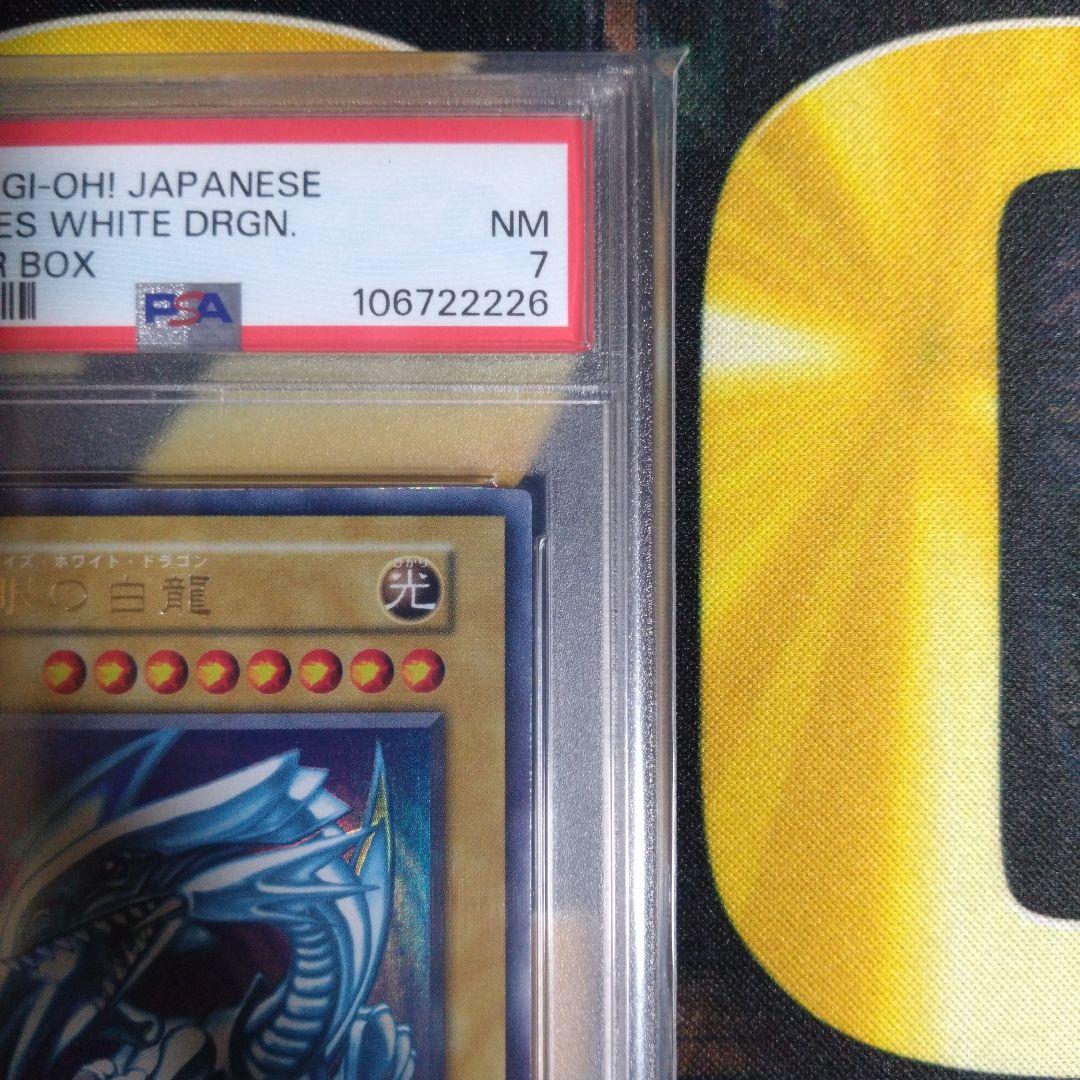 GI-OH! JAPANESE
ES WHITE DRGN.
NM
R BOX
7
PSA
106722226
イズ・ホワイト・ドラゴン
眼の白龍
光